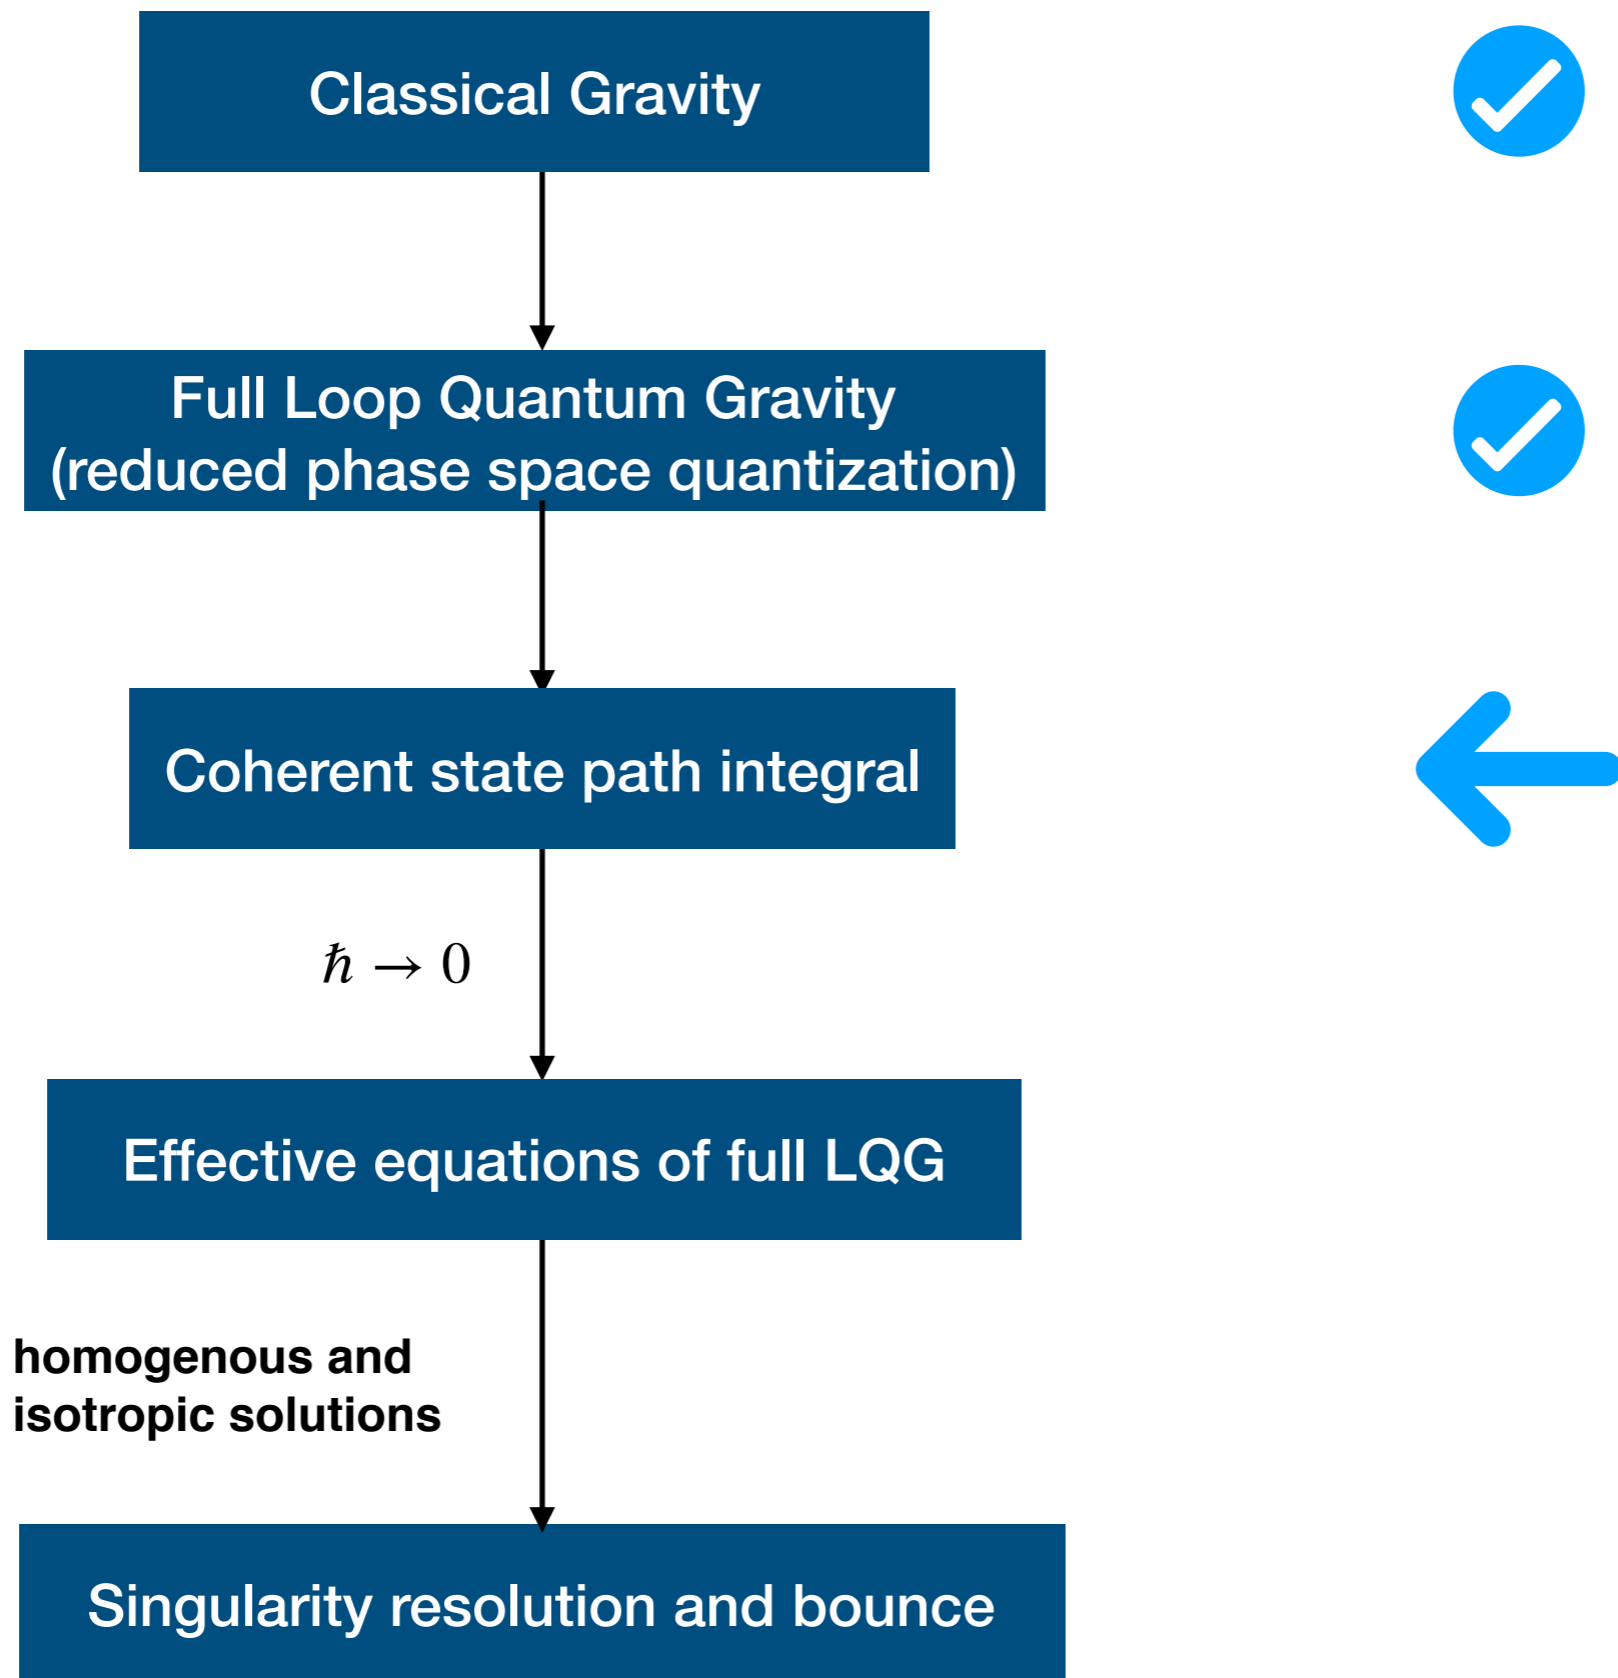 Classical Gravity
Full Loop Quantum Gravity
(reduced phase space quantization)
Coherent state path integral
ℏ → 0
Effective equations of full LQG
homogenous and
isotropic solutions
Singularity resolution and bounce